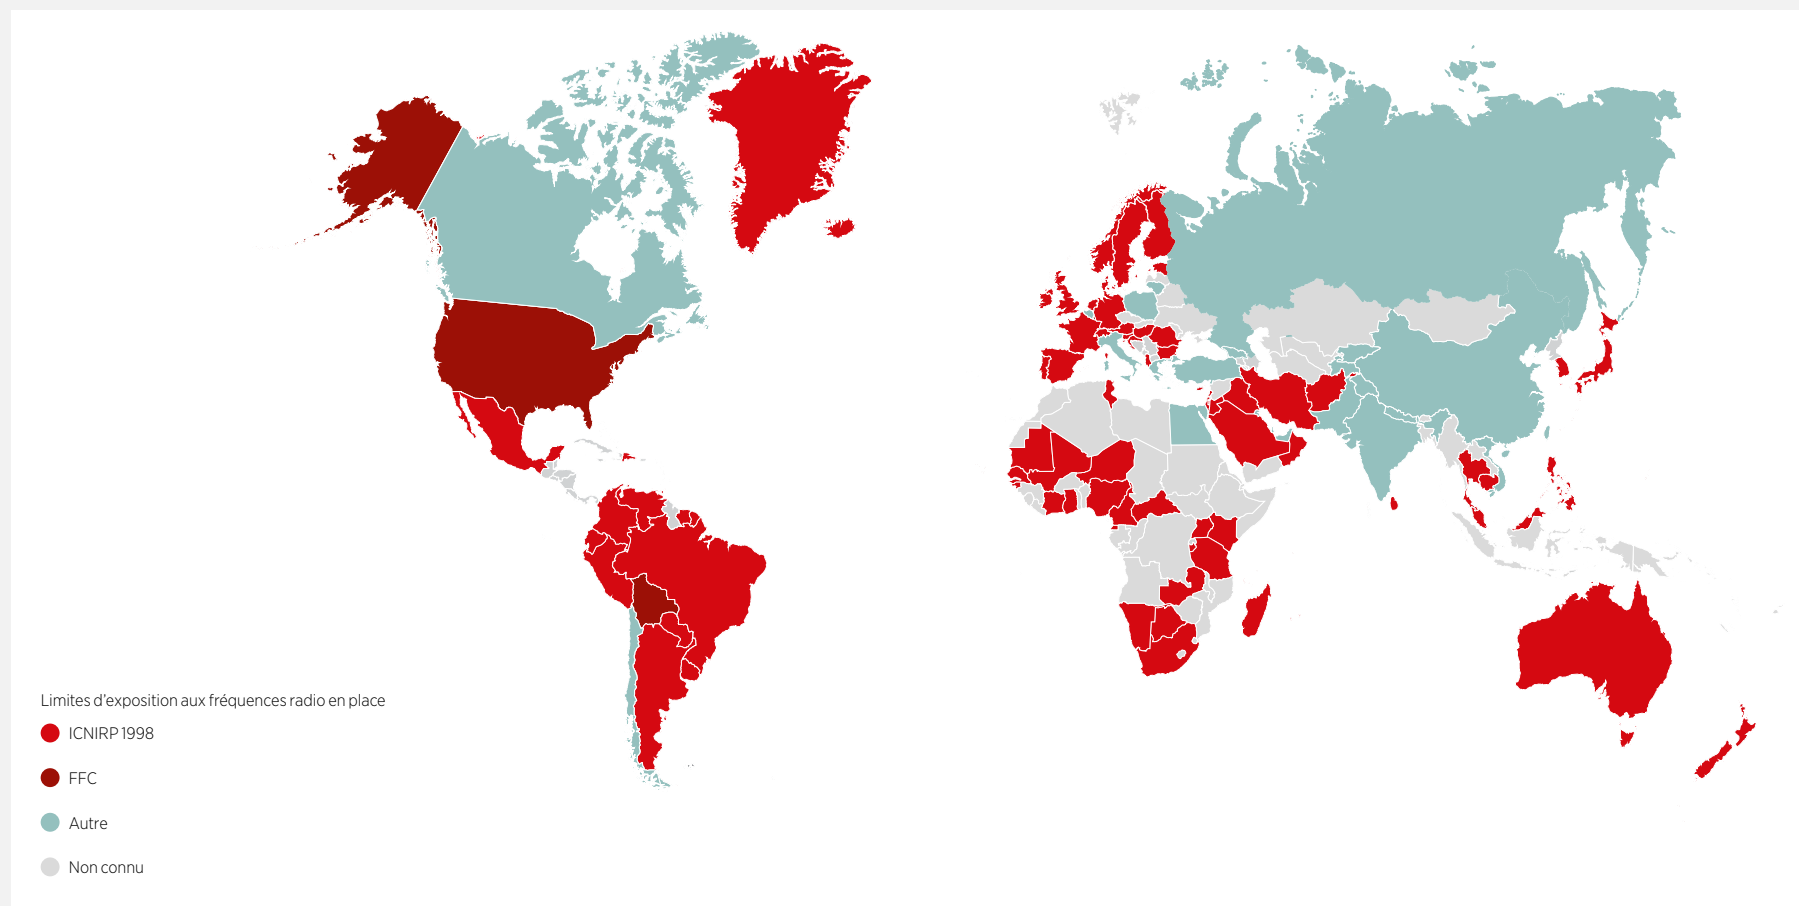 Limites d'exposition aux fréquences radio en place
ICNIRP 1998
FFC
Autre
Non connu